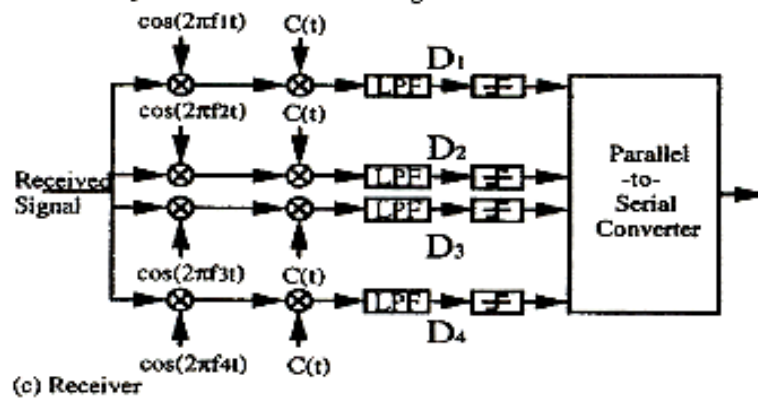 cos(2πf1t) C(t)
D1
LPF
cos(2πf2t) C(t)
D2
LPF
Received
Signal
LPF
D3
cos(2πf3t) C(t)
LPF
D4
cos(2πf4t) C(t)
Parallel
-to-
Serial
Converter
(c) Receiver